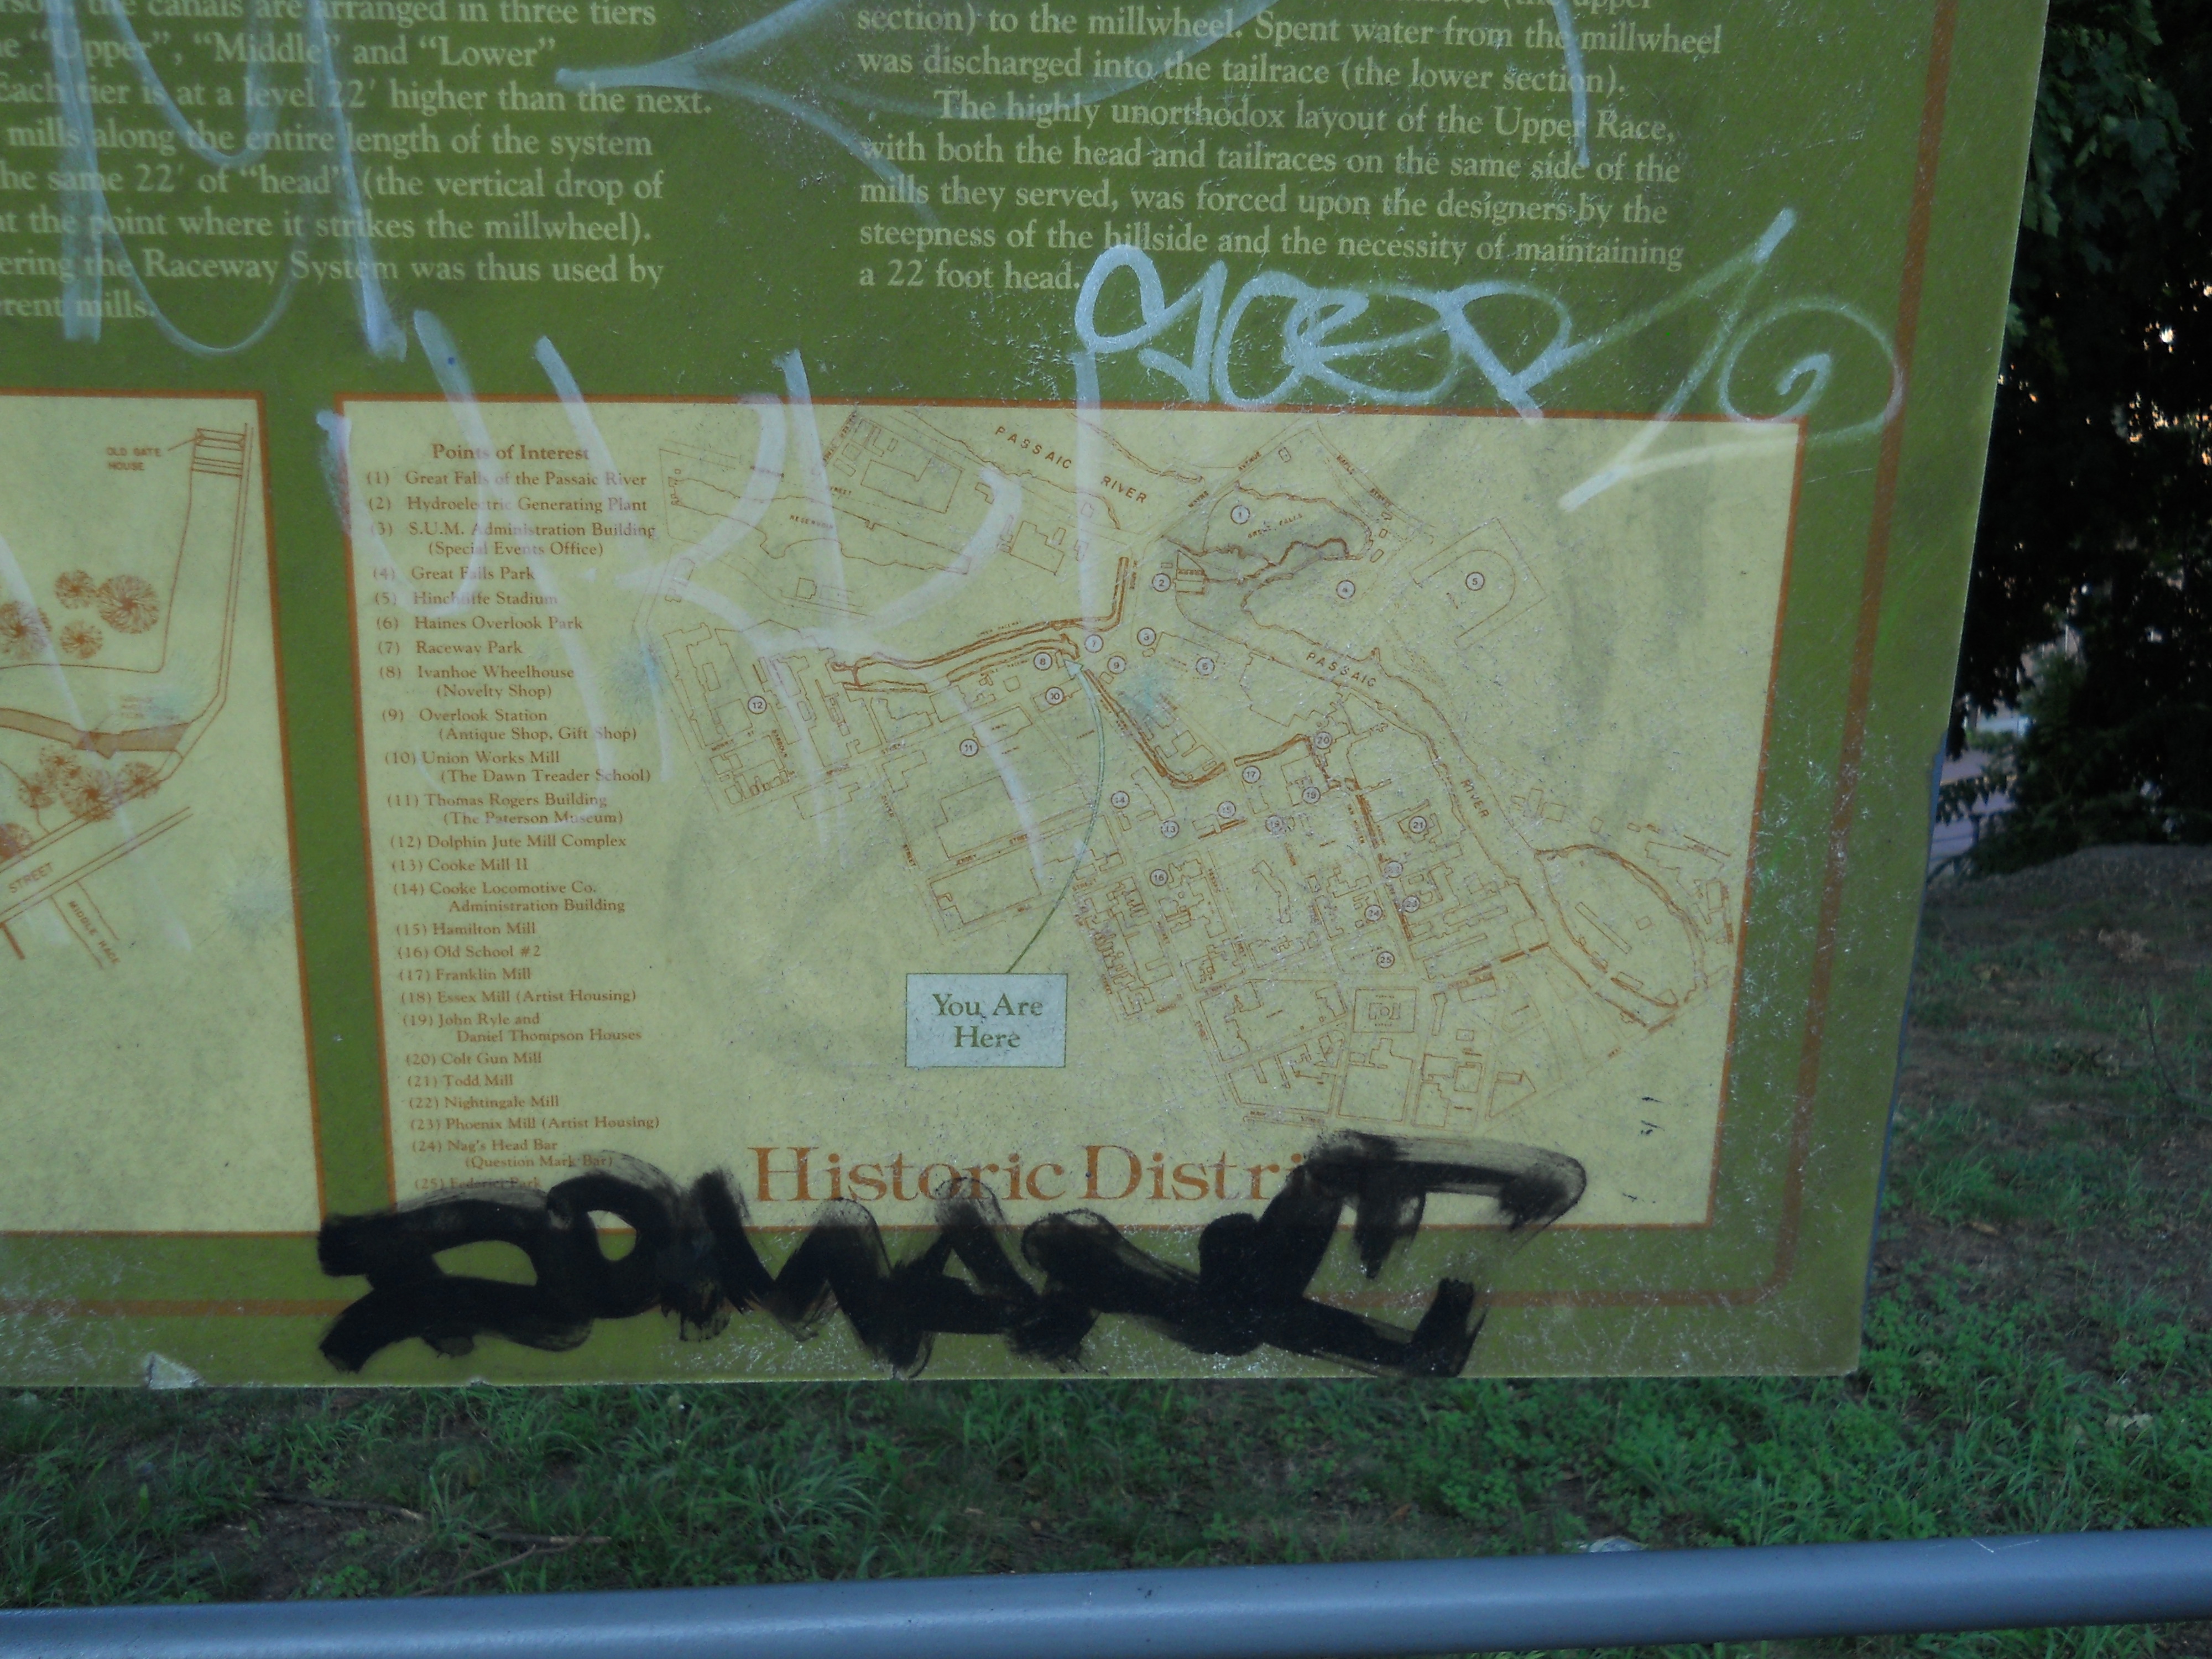 the canals are arranged in three tiers
"Upper", "Middle" and "Lower"
Each tier is at a level 22' higher than the next.
mills along the entire length of the system
the same 22' of "head" (the vertical drop of
at the point where it strikes the millwheel).
the Raceway System was thus used by
mills.
section) to the millwheel. Spent water from the millwheel
was discharged into the tailrace (the lower section).
The highly unorthodox layout of the Upper Race,
with both the head and tailraces on the same side of the
mills they served, was forced upon the designers by the
steepness of the hillside and the necessity of maintaining
a 22 foot head.
OLD GATE
HOUSE
STREET
MIDDLE RACE
Points of Interest
(1) Great Falls of the Passaic River
(2) Hydroelectric Generating Plant
(3) S.U.M. Administration Building
(Special Events Office)
(4) Great Falls Park
(5) Hinchliffe Stadium
(6) Haines Overlook Park
(7) Raceway Park
(8) Ivanhoe Wheelhouse
(Novelty Shop)
(9) Overlook Station
(Antique Shop, Gift Shop)
(10) Union Works Mill
(The Dawn Treader School)
(11) Thomas Rogers Building
(The Paterson Museum)
(12) Dolphin Jute Mill Complex
(13) Cooke Mill II
(14) Cooke Locomotive Co.
Administration Building
(15) Hamilton Mill
(16) Old School #2
(17) Franklin Mill
(18) Essex Mill (Artist Housing)
(19) John Ryle and
Daniel Thompson Houses
(20) Colt Gun Mill
(21) Todd Mill
(22) Nightingale Mill
(23) Phoenix Mill (Artist Housing)
(24) Nag's Head Bar
(Question Mark Bar)
(25) Federici Park
PASSAIC RIVER
PASSAIC RIVER
You Are
Here
Historic District